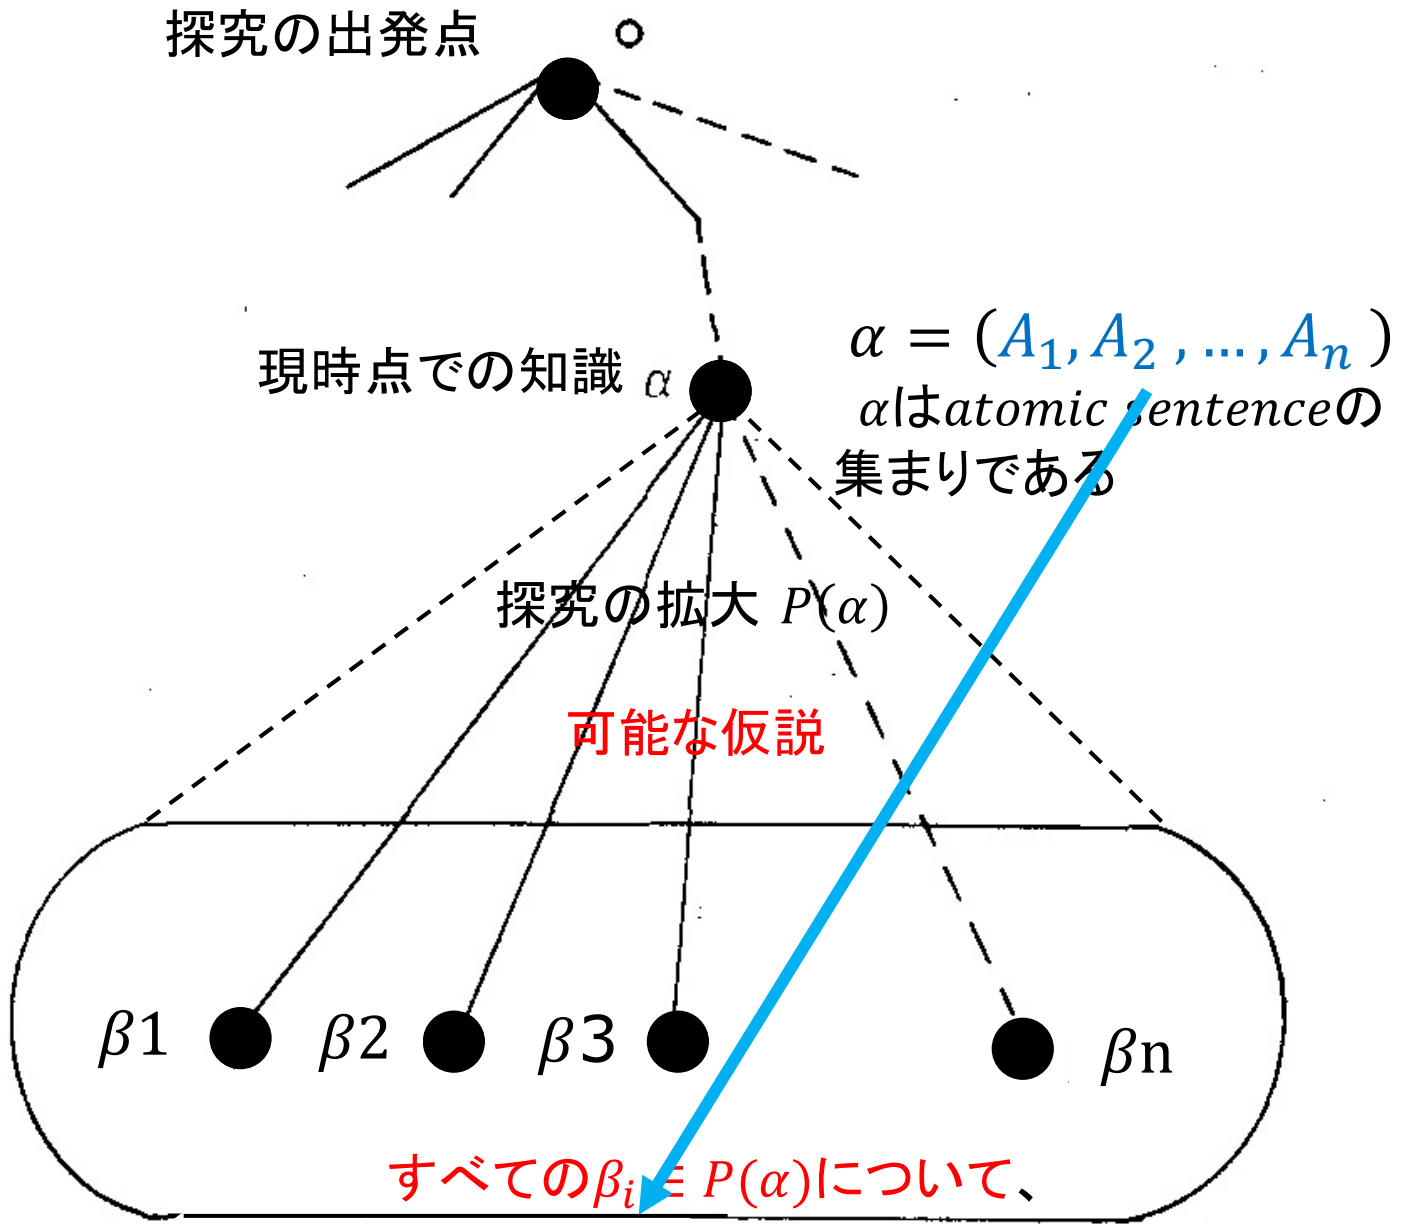 探究の出発点
現時点での知識 α
α = (A₁, A₂ , … , Aₙ )
αはatomic sentenceの
集まりである
探究の拡大 P(α)
可能な仮説
β1 β2 β3 βn
すべてのβᵢ ∈ P(α)について、